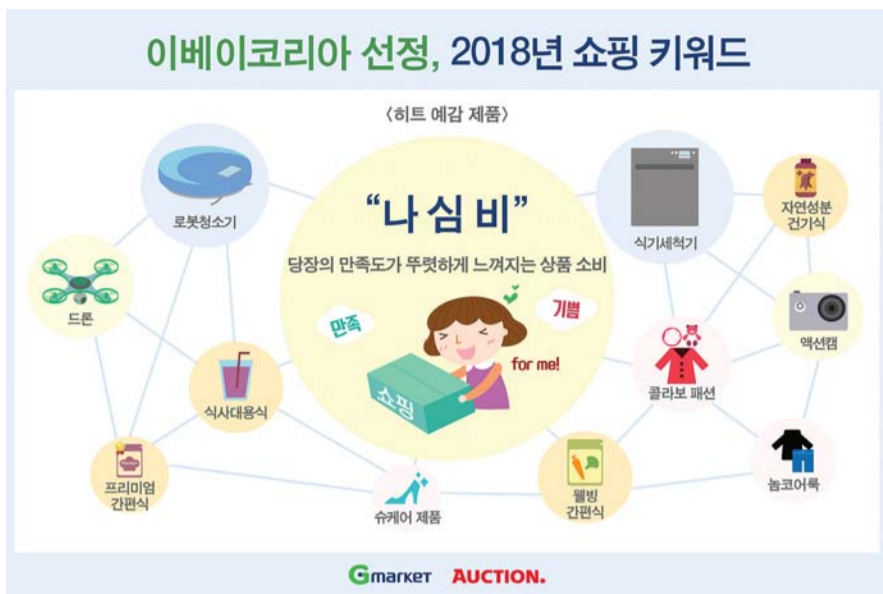 이베이코리아 선정, 2018년 쇼핑 키워드
〈히트 예감 제품〉
로봇청소기
“나심비”
당장의 만족도가 뚜렷하게 느껴지는 상품 소비
식기세척기
자연성분
건기식
드론
만족
기쁨
for me!
쇼핑
액션캠
식사대용식
콜라보 패션
프리미엄
간편식
슈케어 제품
웰빙
간편식
놈코어룩
Gmarket AUCTION.